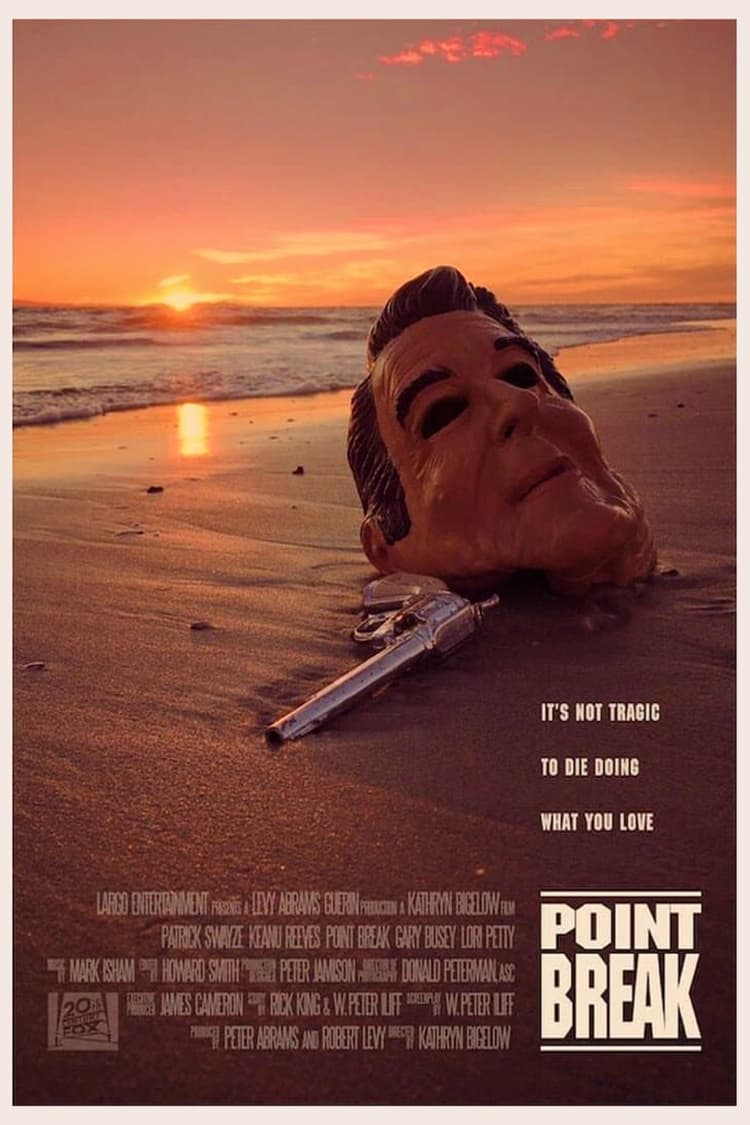 IT'S NOT TRAGIC
TO DIE DOING
WHAT YOU LOVE
LARGO ENTERTAINMENT PRESENTS A LEVY ABRAMS GUERIN PRODUCTION A KATHRYN BIGELOW FILM
PATRICK SWAYZE KEANU REEVES POINT BREAK GARY BUSEY LORI PETTY
MUSIC BY MARK ISHAM HOWARD SMITH PRODUCTION DESIGNER PETER JAMISON DIRECTOR OF PHOTOGRAPHY DONALD PETERMAN, ASC
EXECUTIVE PRODUCER JAMES CAMERON STORY BY RICK KING & W. PETER ILIFF SCREENPLAY BY W. PETER ILIFF
PRODUCED BY PETER ABRAMS AND ROBERT LEVY DIRECTED BY KATHRYN BIGELOW
20th CENTURY FOX
POINT
BREAK